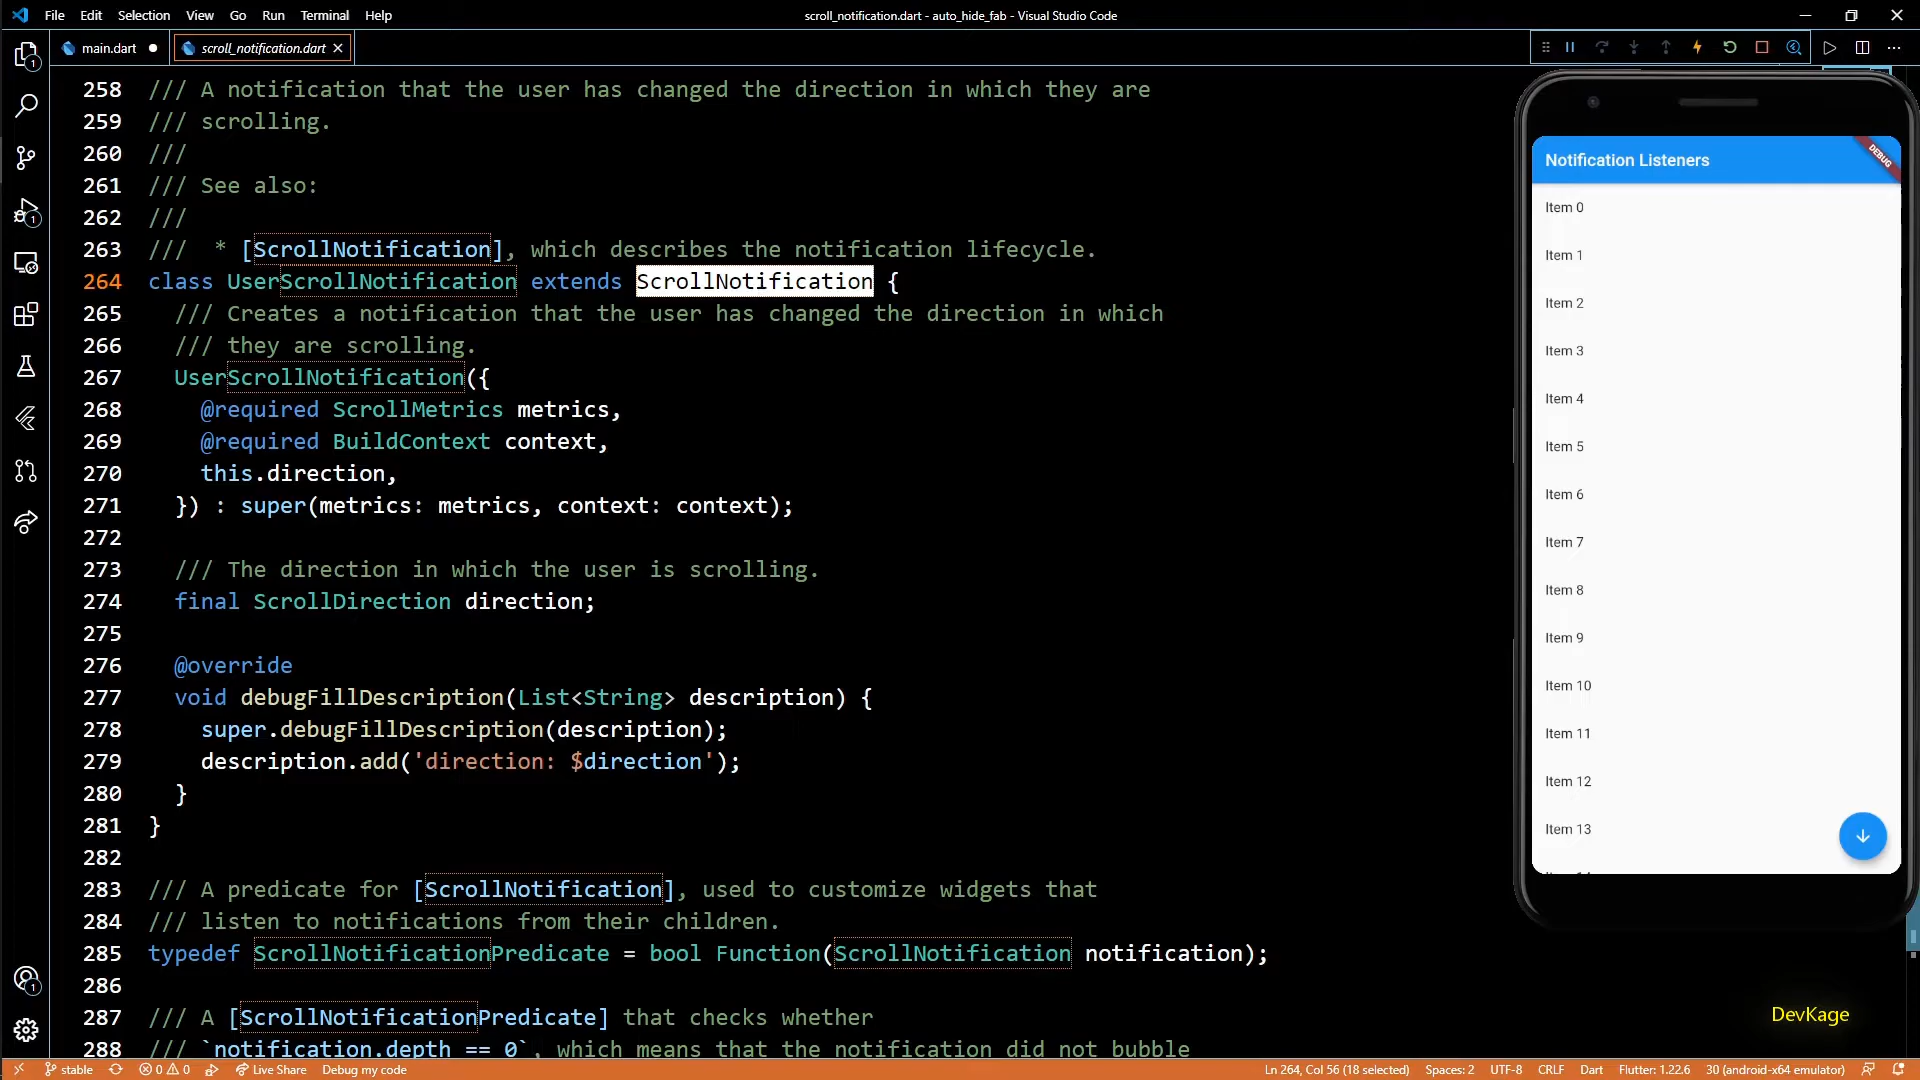 File Edit Selection View Go Run Terminal Help
scroll_notification.dart - auto_hide_fab - Visual Studio Code
main.dart
scroll_notification.dart
258 /// A notification that the user has changed the direction in which they are
259 /// scrolling.
260 ///
261 /// See also:
262 ///
263 ///  * [ScrollNotification], which describes the notification lifecycle.
264 class UserScrollNotification extends ScrollNotification {
265   /// Creates a notification that the user has changed the direction in which
266   /// they are scrolling.
267   UserScrollNotification({
268     @required ScrollMetrics metrics,
269     @required BuildContext context,
270     this.direction,
271   }) : super(metrics: metrics, context: context);
272
273   /// The direction in which the user is scrolling.
274   final ScrollDirection direction;
275
276   @override
277   void debugFillDescription(List<String> description) {
278     super.debugFillDescription(description);
279     description.add('direction: $direction');
280   }
281 }
282
283 /// A predicate for [ScrollNotification], used to customize widgets that
284 /// listen to notifications from their children.
285 typedef ScrollNotificationPredicate = bool Function(ScrollNotification notification);
286
287 /// A [ScrollNotificationPredicate] that checks whether
288 /// `notification.depth == 0`, which means that the notification did not bubble
1
1
1
Notification Listeners
DEBUG
Item 0
Item 1
Item 2
Item 3
Item 4
Item 5
Item 6
Item 7
Item 8
Item 9
Item 10
Item 11
Item 12
Item 13
DevKage
stable 0 0 Live Share Debug my code
Ln 264, Col 56 (18 selected) Spaces: 2 UTF-8 CRLF Dart Flutter: 1.22.6 30 (android-x64 emulator)